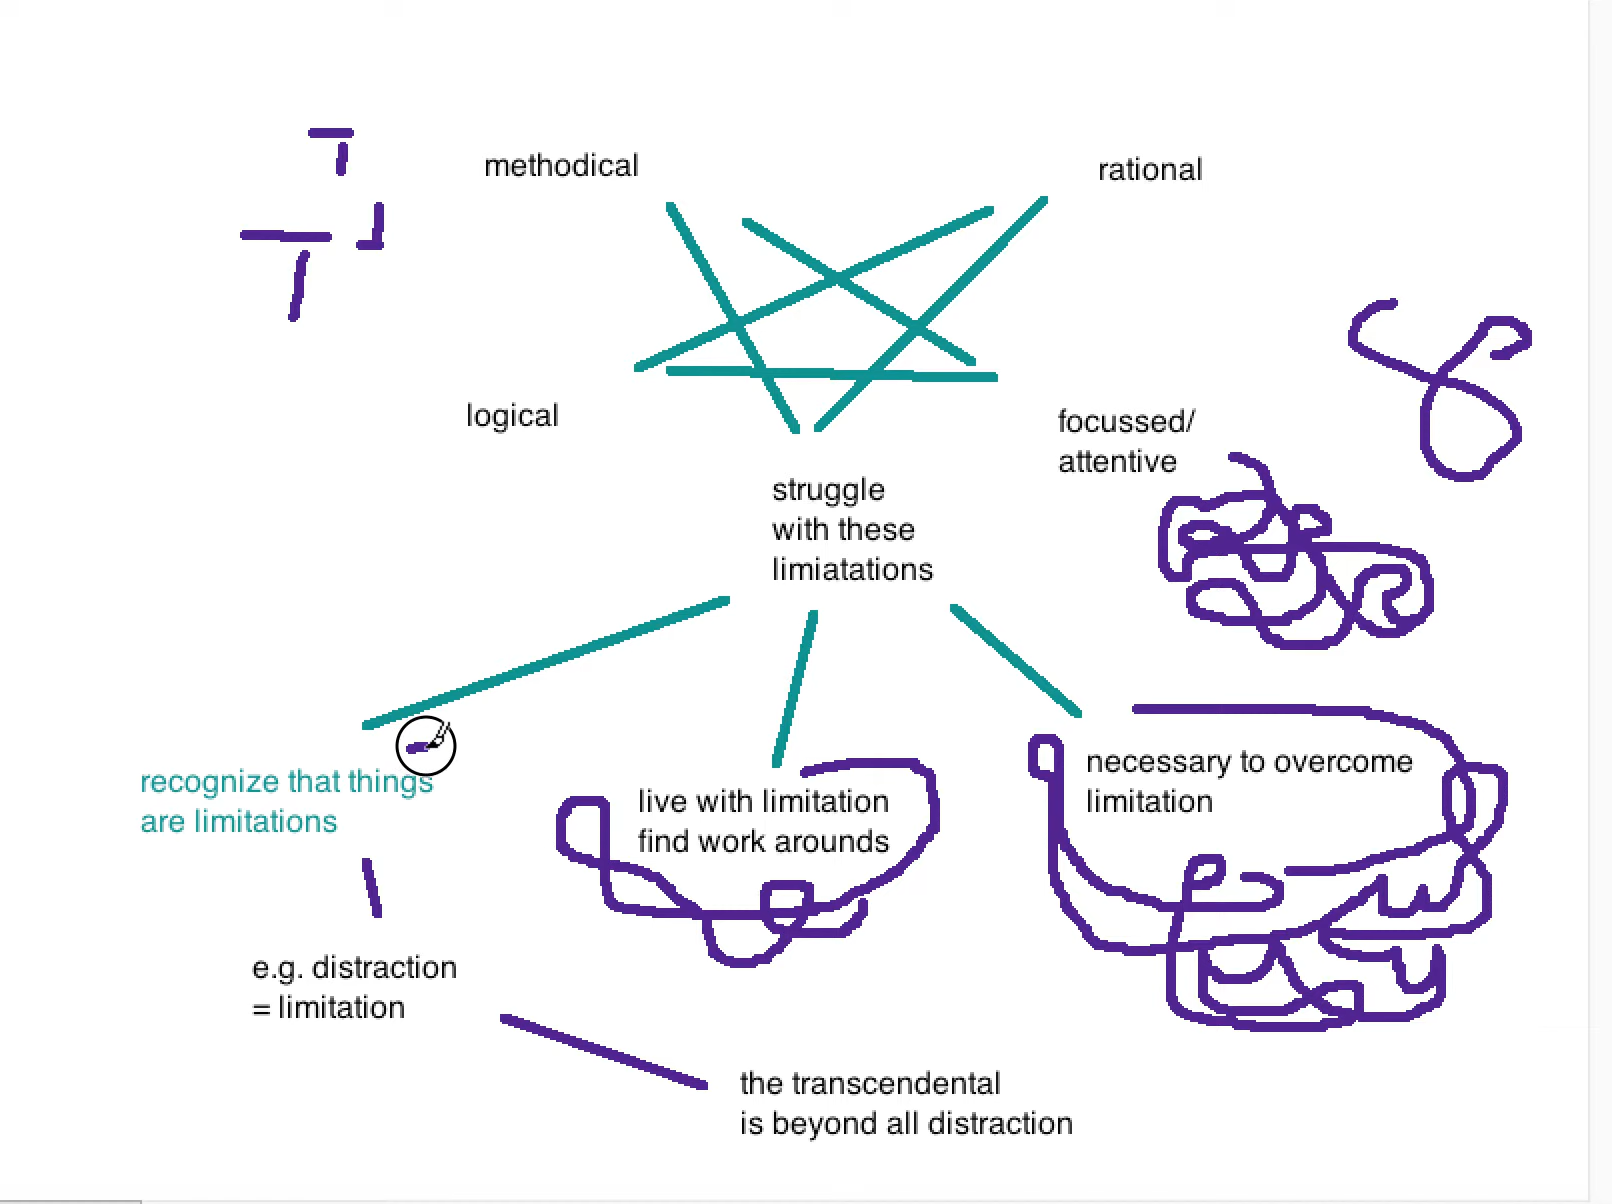 methodical
rational
logical
focussed/
attentive
struggle
with these
limiatations
recognize that things
are limitations
live with limitation
find work arounds
necessary to overcome
limitation
e.g. distraction
= limitation
the transcendental
is beyond all distraction